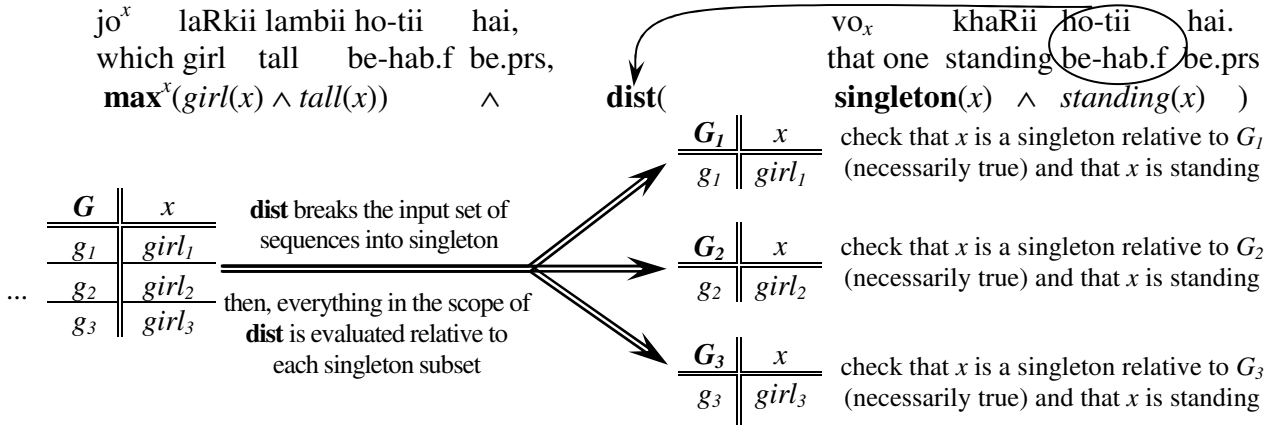 jo^x laRkii lambii ho-tii hai, vo_x khaRii ho-tii hai.
which girl tall be-hab.f be.prs, that one standing be-hab.f be.prs
max^x(girl(x) ∧ tall(x)) ∧ dist( singleton(x) ∧ standing(x) )
G x
g_1 girl_1
g_2 girl_2
g_3 girl_3
...
dist breaks the input set of
sequences into singleton
then, everything in the scope of
dist is evaluated relative to
each singleton subset
G_1 x
g_1 girl_1
check that x is a singleton relative to G_1
(necessarily true) and that x is standing
G_2 x
g_2 girl_2
check that x is a singleton relative to G_2
(necessarily true) and that x is standing
G_3 x
g_3 girl_3
check that x is a singleton relative to G_3
(necessarily true) and that x is standing